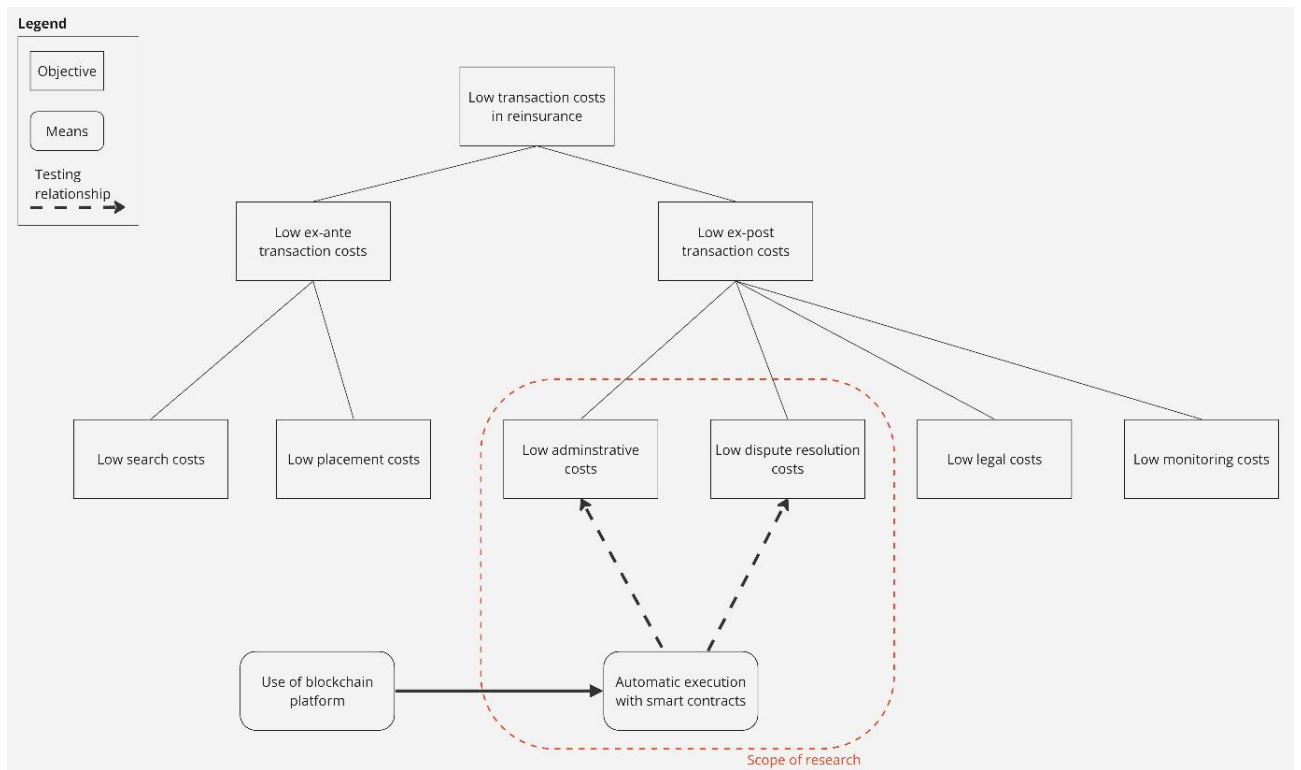 Legend
Objective
Means
Testing
relationship
Low transaction costs
in reinsurance
Low ex-ante
transaction costs
Low ex-post
transaction costs
Low search costs
Low placement costs
Low adminstrative
costs
Low dispute resolution
costs
Low legal costs
Low monitoring costs
Use of blockchain
platform
Automatic execution
with smart contracts
Scope of research